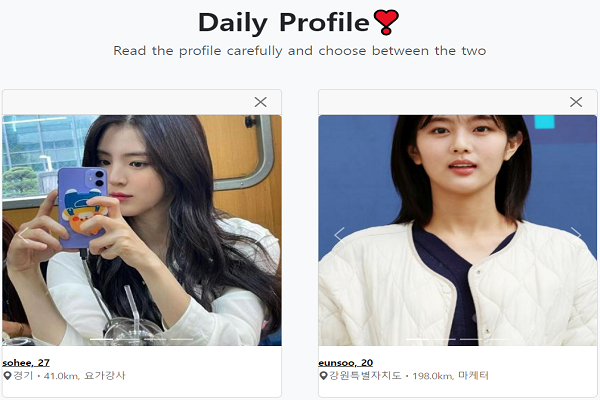 Daily Profile❣
Read the profile carefully and choose between the two
sohee, 27
경기 · 41.0km, 요가강사
eunsoo, 20
강원특별자치도 · 198.0km, 마케터